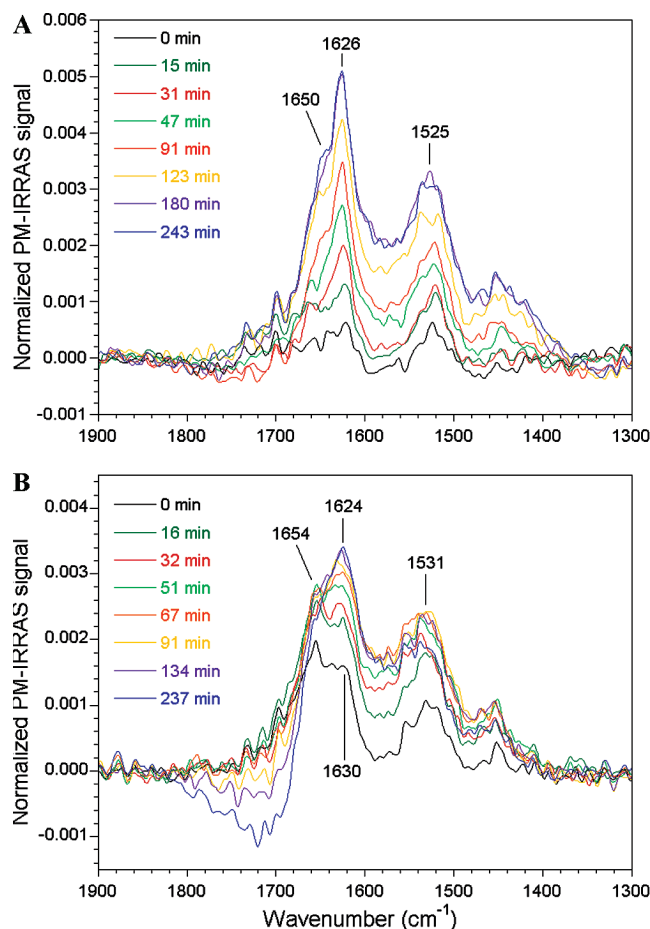 A
Normalized PM-IRRAS signal
0.006
0.005
0.004
0.003
0.002
0.001
0.000
-0.001
0 min
15 min
31 min
47 min
91 min
123 min
180 min
243 min
1650
1626
1525
1900 1800 1700 1600 1500 1400 1300
B
Normalized PM-IRRAS signal
0.004
0.003
0.002
0.001
0.000
-0.001
0 min
16 min
32 min
51 min
67 min
91 min
134 min
237 min
1654
1624
1531
1630
1900 1800 1700 1600 1500 1400 1300
Wavenumber (cm⁻¹)